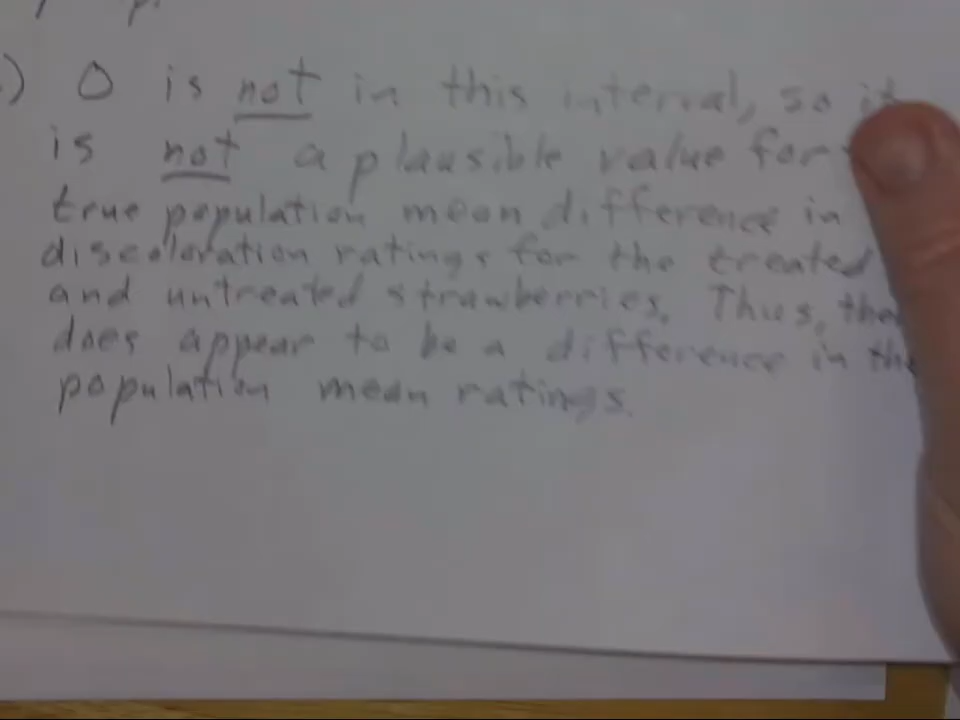 ) 0 is not in this interval, so it
is not a plausible value for
true population mean difference in
discoloration ratings for the treated
and untreated strawberries. Thus, the
does appear to be a difference in the
population mean ratings.